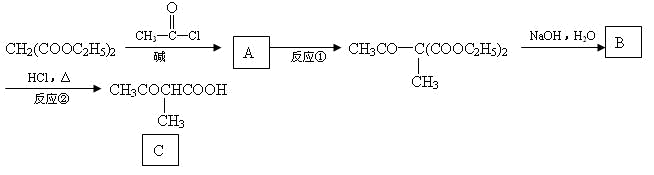 O
CH₃ C Cl
CH₂(COOC₂H₅)₂ 碱 A 反应① CH₃CO C(COOC₂H₅)₂ NaOH，H₂O B
CH₃
HCl，△
反应② CH₃COCHCOOH
CH₃
C